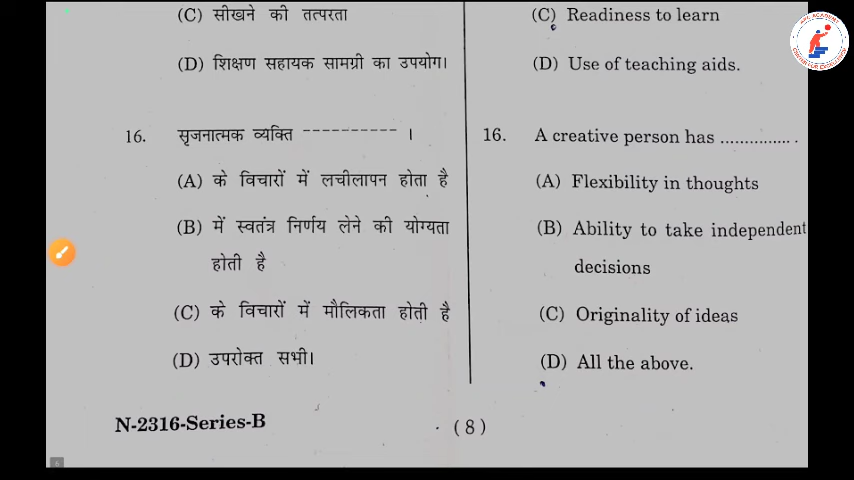 (C) सीखने की तत्परता
(D) शिक्षण सहायक सामग्री का उपयोग।
16. सृजनात्मक व्यक्ति ---------- ।
(A) के विचारों में लचीलापन होता है
(B) में स्वतंत्र निर्णय लेने की योग्यता
होती है
(C) के विचारों में मौलिकता होती है
(D) उपरोक्त सभी।
(C) Readiness to learn
(D) Use of teaching aids.
16. A creative person has ............... .
(A) Flexibility in thoughts
(B) Ability to take independent
decisions
(C) Originality of ideas
(D) All the above.
N-2316-Series-B
(8)